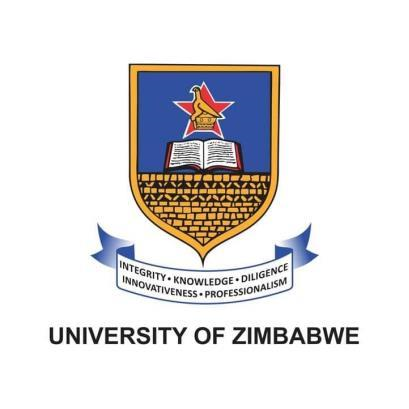 INTEGRITY • KNOWLEDGE • DILIGENCE
INNOVATIVENESS • PROFESSIONALISM
UNIVERSITY OF ZIMBABWE